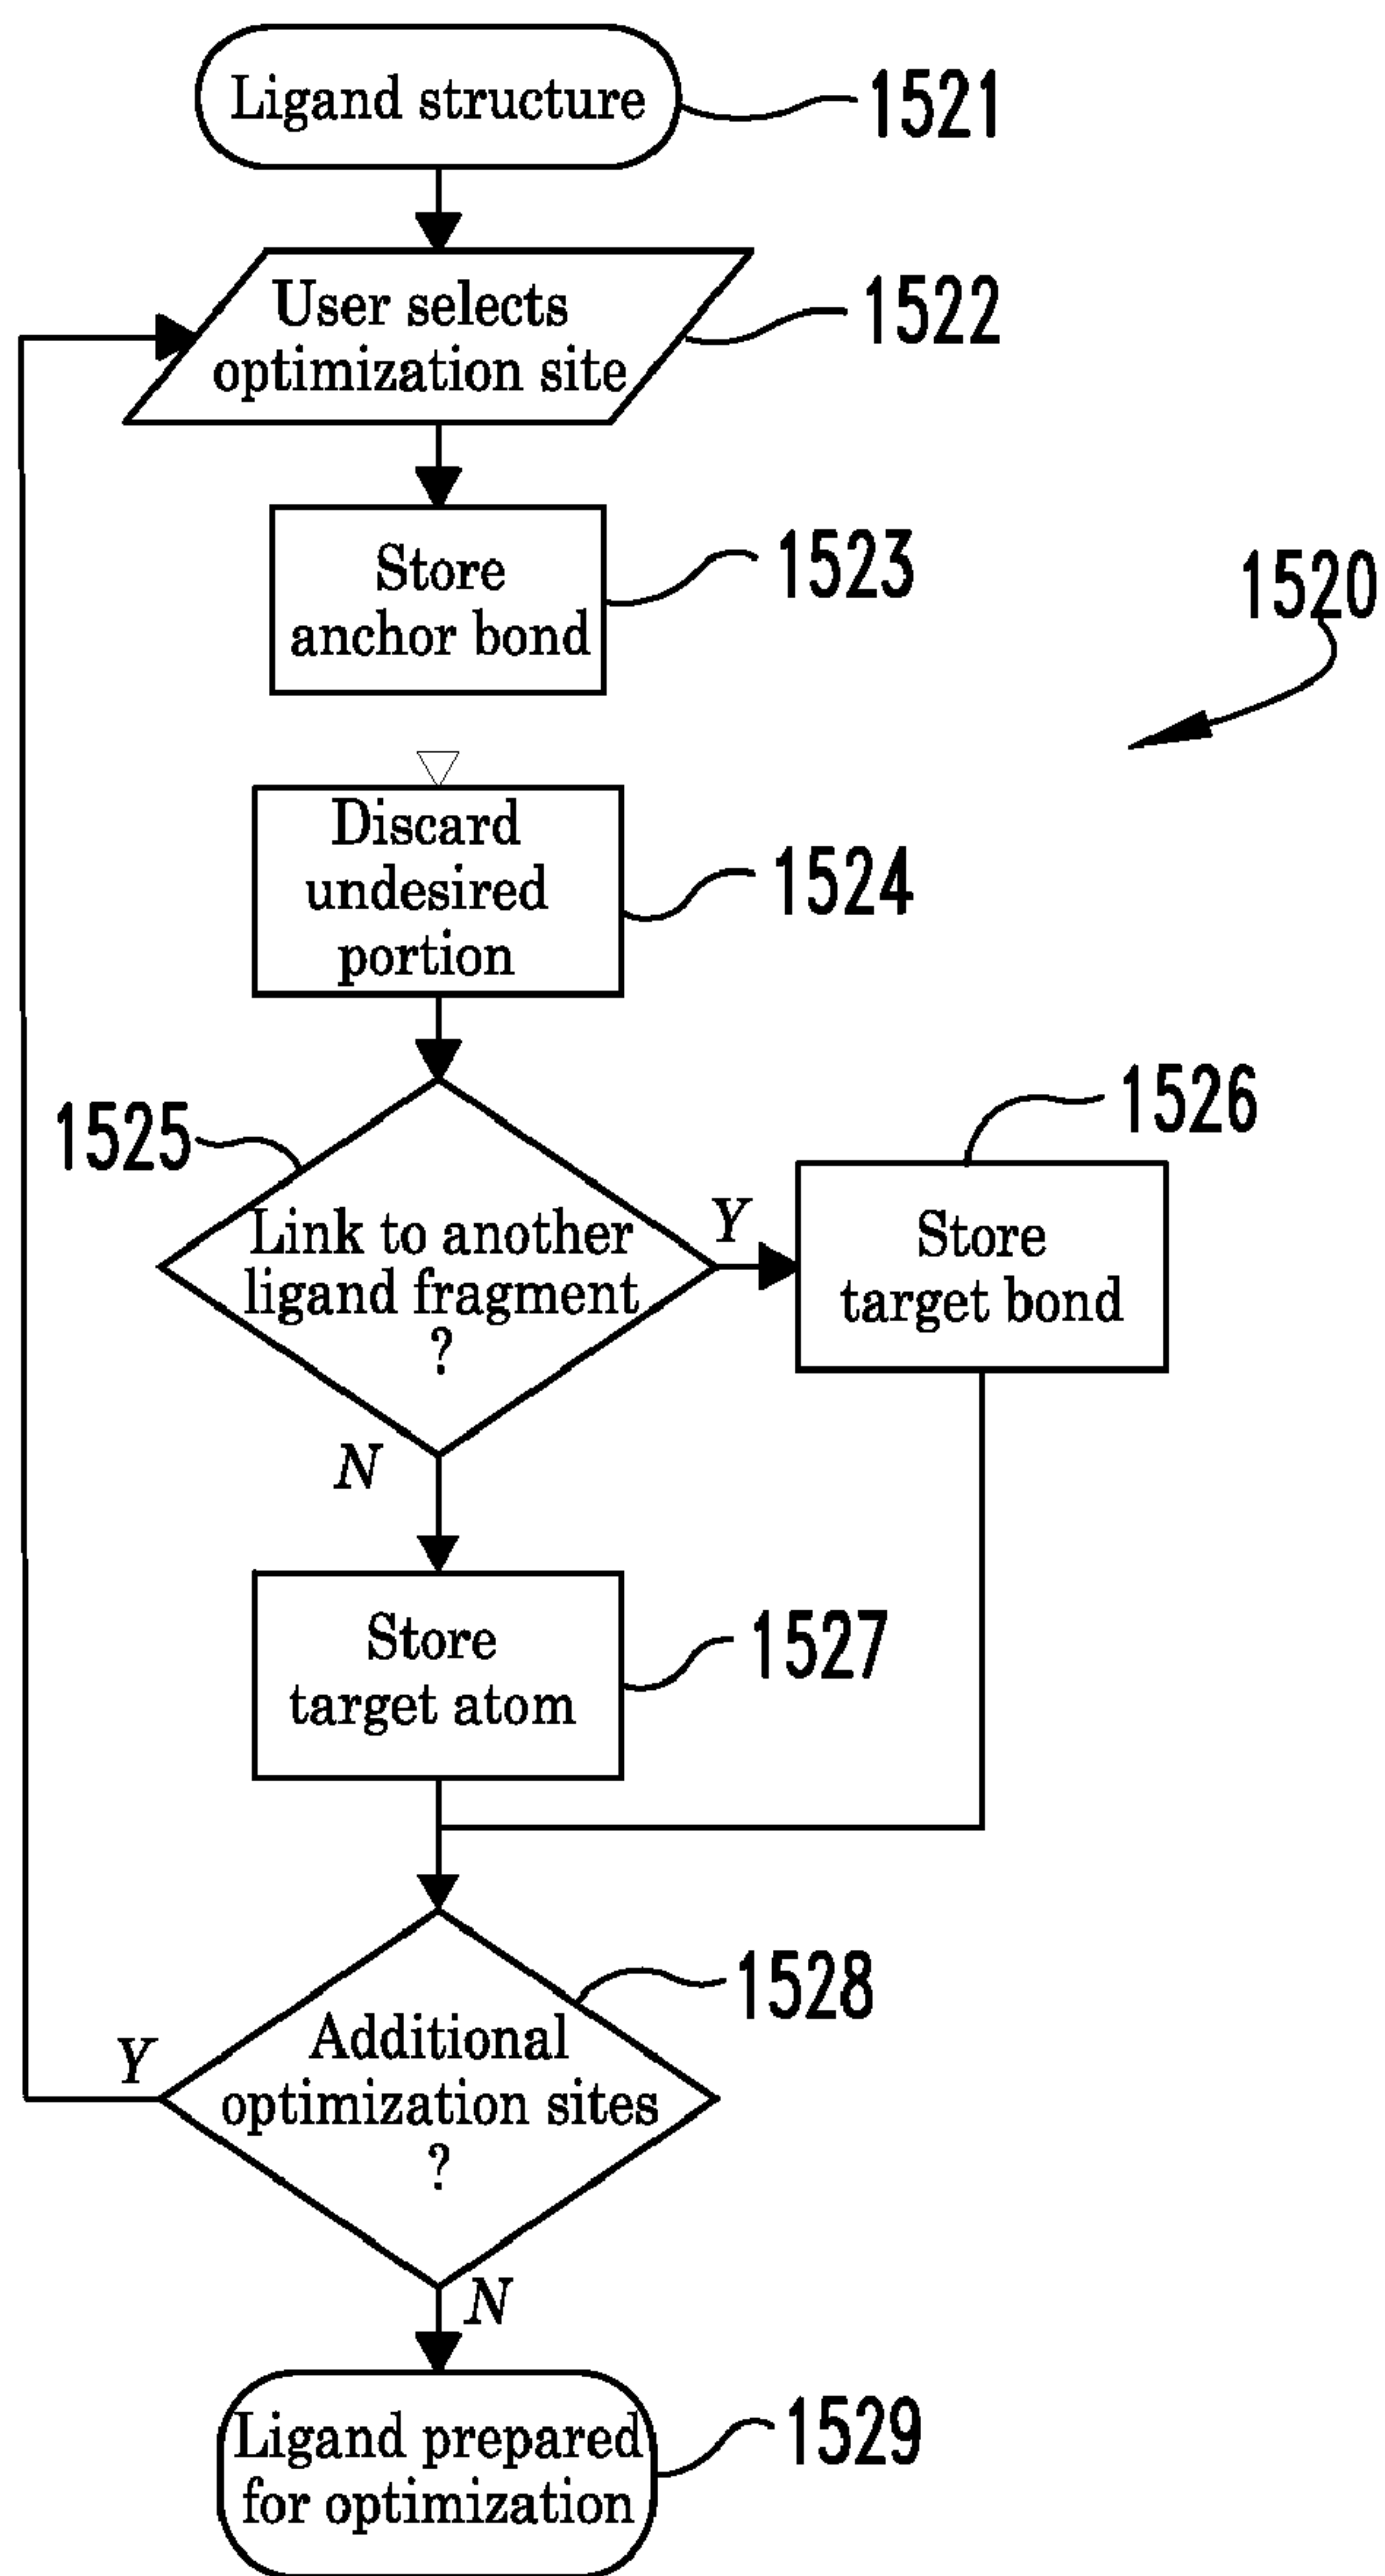 Ligand structure
1521
User selects
optimization site
1522
Store
anchor bond
1523
1520
Discard
undesired
portion
1524
1525
Link to another
ligand fragment
?
Y
1526
Store
target bond
N
Store
target atom
1527
1528
Additional
optimization sites
?
Y
N
Ligand prepared
for optimization
1529